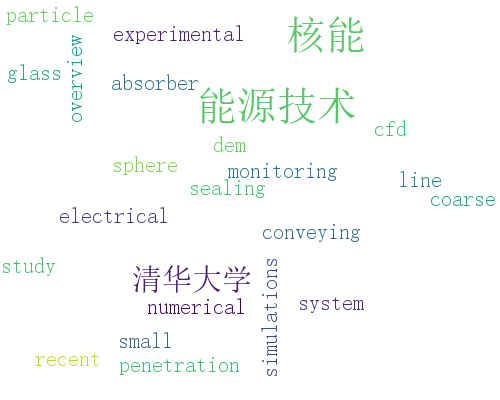 particle
experimental
核能
overview
glass
absorber
能源技术
cfd
dem
sphere
monitoring
sealing
line
coarse
electrical
conveying
study
清华大学
simulations
numerical
system
small
recent
penetration